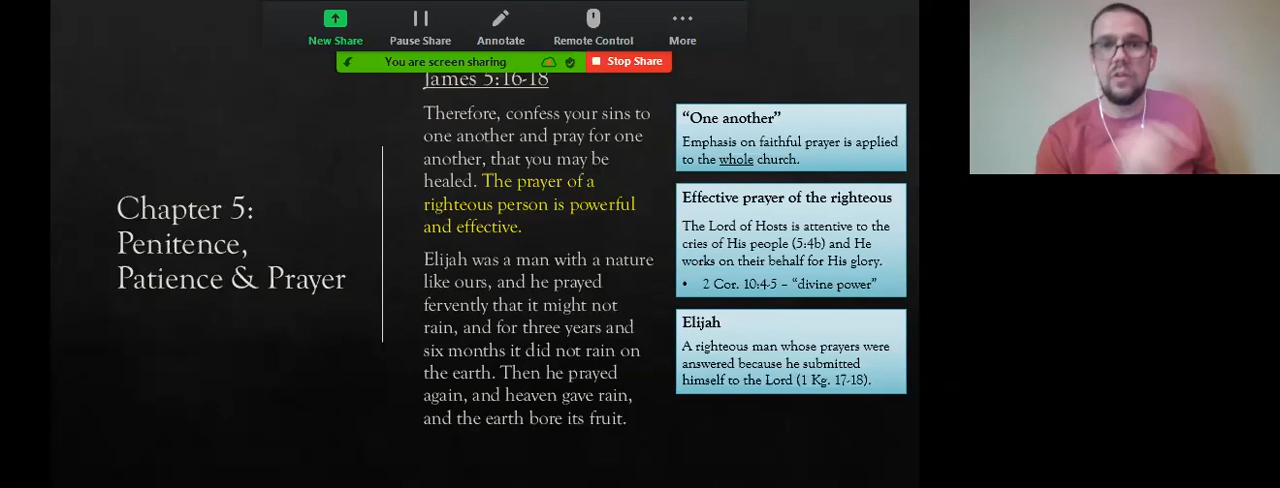 New Share
Pause Share
Annotate
Remote Control
More
You are screen sharing
Stop Share
Chapter 5:
Penitence,
Patience & Prayer
James 5:16-18
Therefore, confess your sins to
one another and pray for one
another, that you may be
healed. The prayer of a
righteous person is powerful
and effective.
Elijah was a man with a nature
like ours, and he prayed
fervently that it might not
rain, and for three years and
six months it did not rain on
the earth. Then he prayed
again, and heaven gave rain,
and the earth bore its fruit.
“One another”
Emphasis on faithful prayer is applied
to the whole church.
Effective prayer of the righteous
The Lord of Hosts is attentive to the
cries of His people (5:4b) and He
works on their behalf for His glory.
• 2 Cor. 10:4-5 – “divine power”
Elijah
A righteous man whose prayers were
answered because he submitted
himself to the Lord (1 Kg. 17-18).